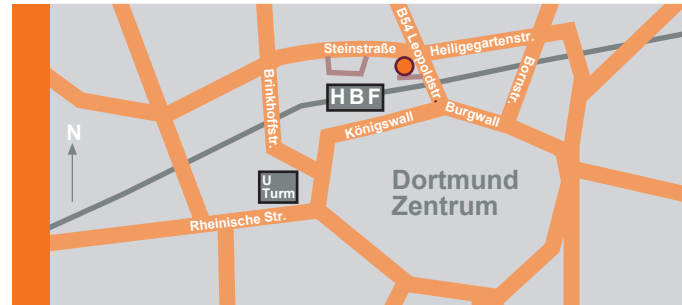 B54 Leopoldstr.
Steinstraße
Heiligegartenstr.
Bornstr.
Brinkhoffstr.
HBF
Königswall
Burgwall
N
U
Turm
Dortmund
Zentrum
Rheinische Str.